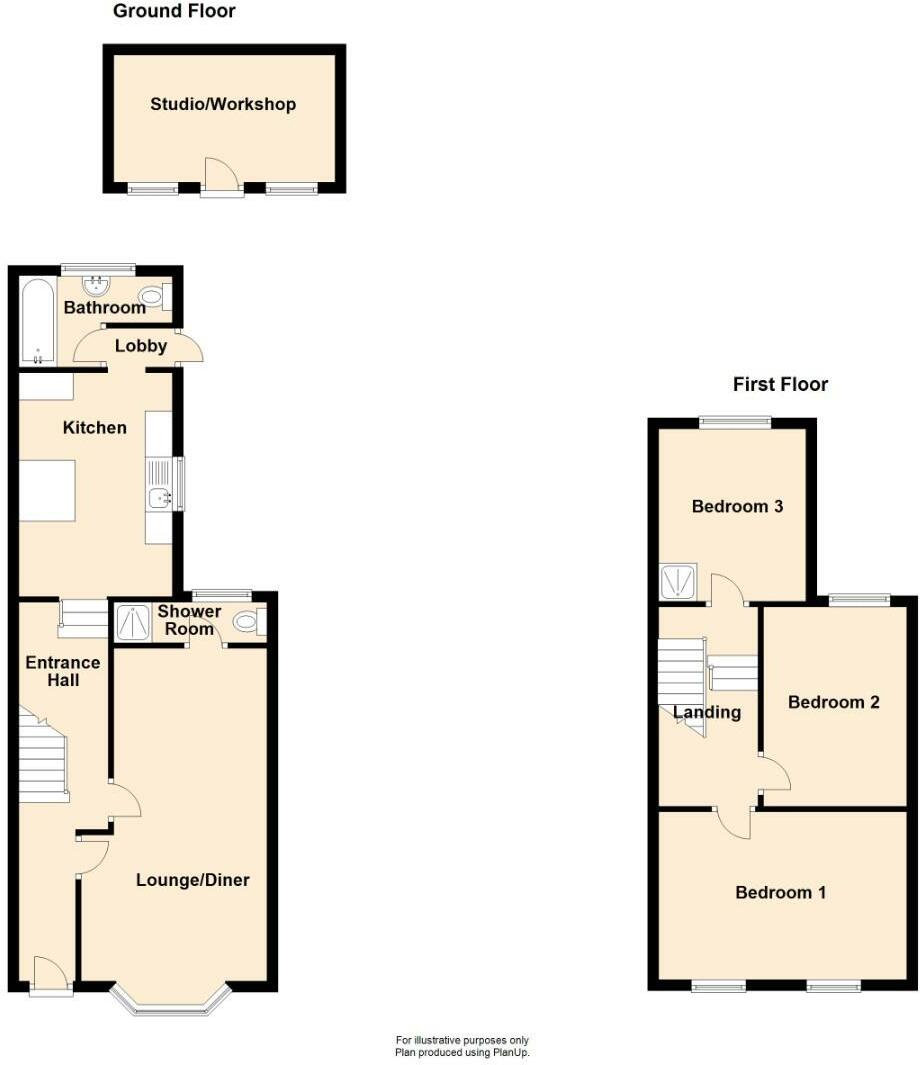 Ground Floor
Studio/Workshop
Bathroom
Lobby
Kitchen
Shower
Room
Entrance
Hall
Lounge/Diner
First Floor
Bedroom 3
Bedroom 2
Landing
Bedroom 1
For illustrative purposes only
Plan produced using PlanUp.